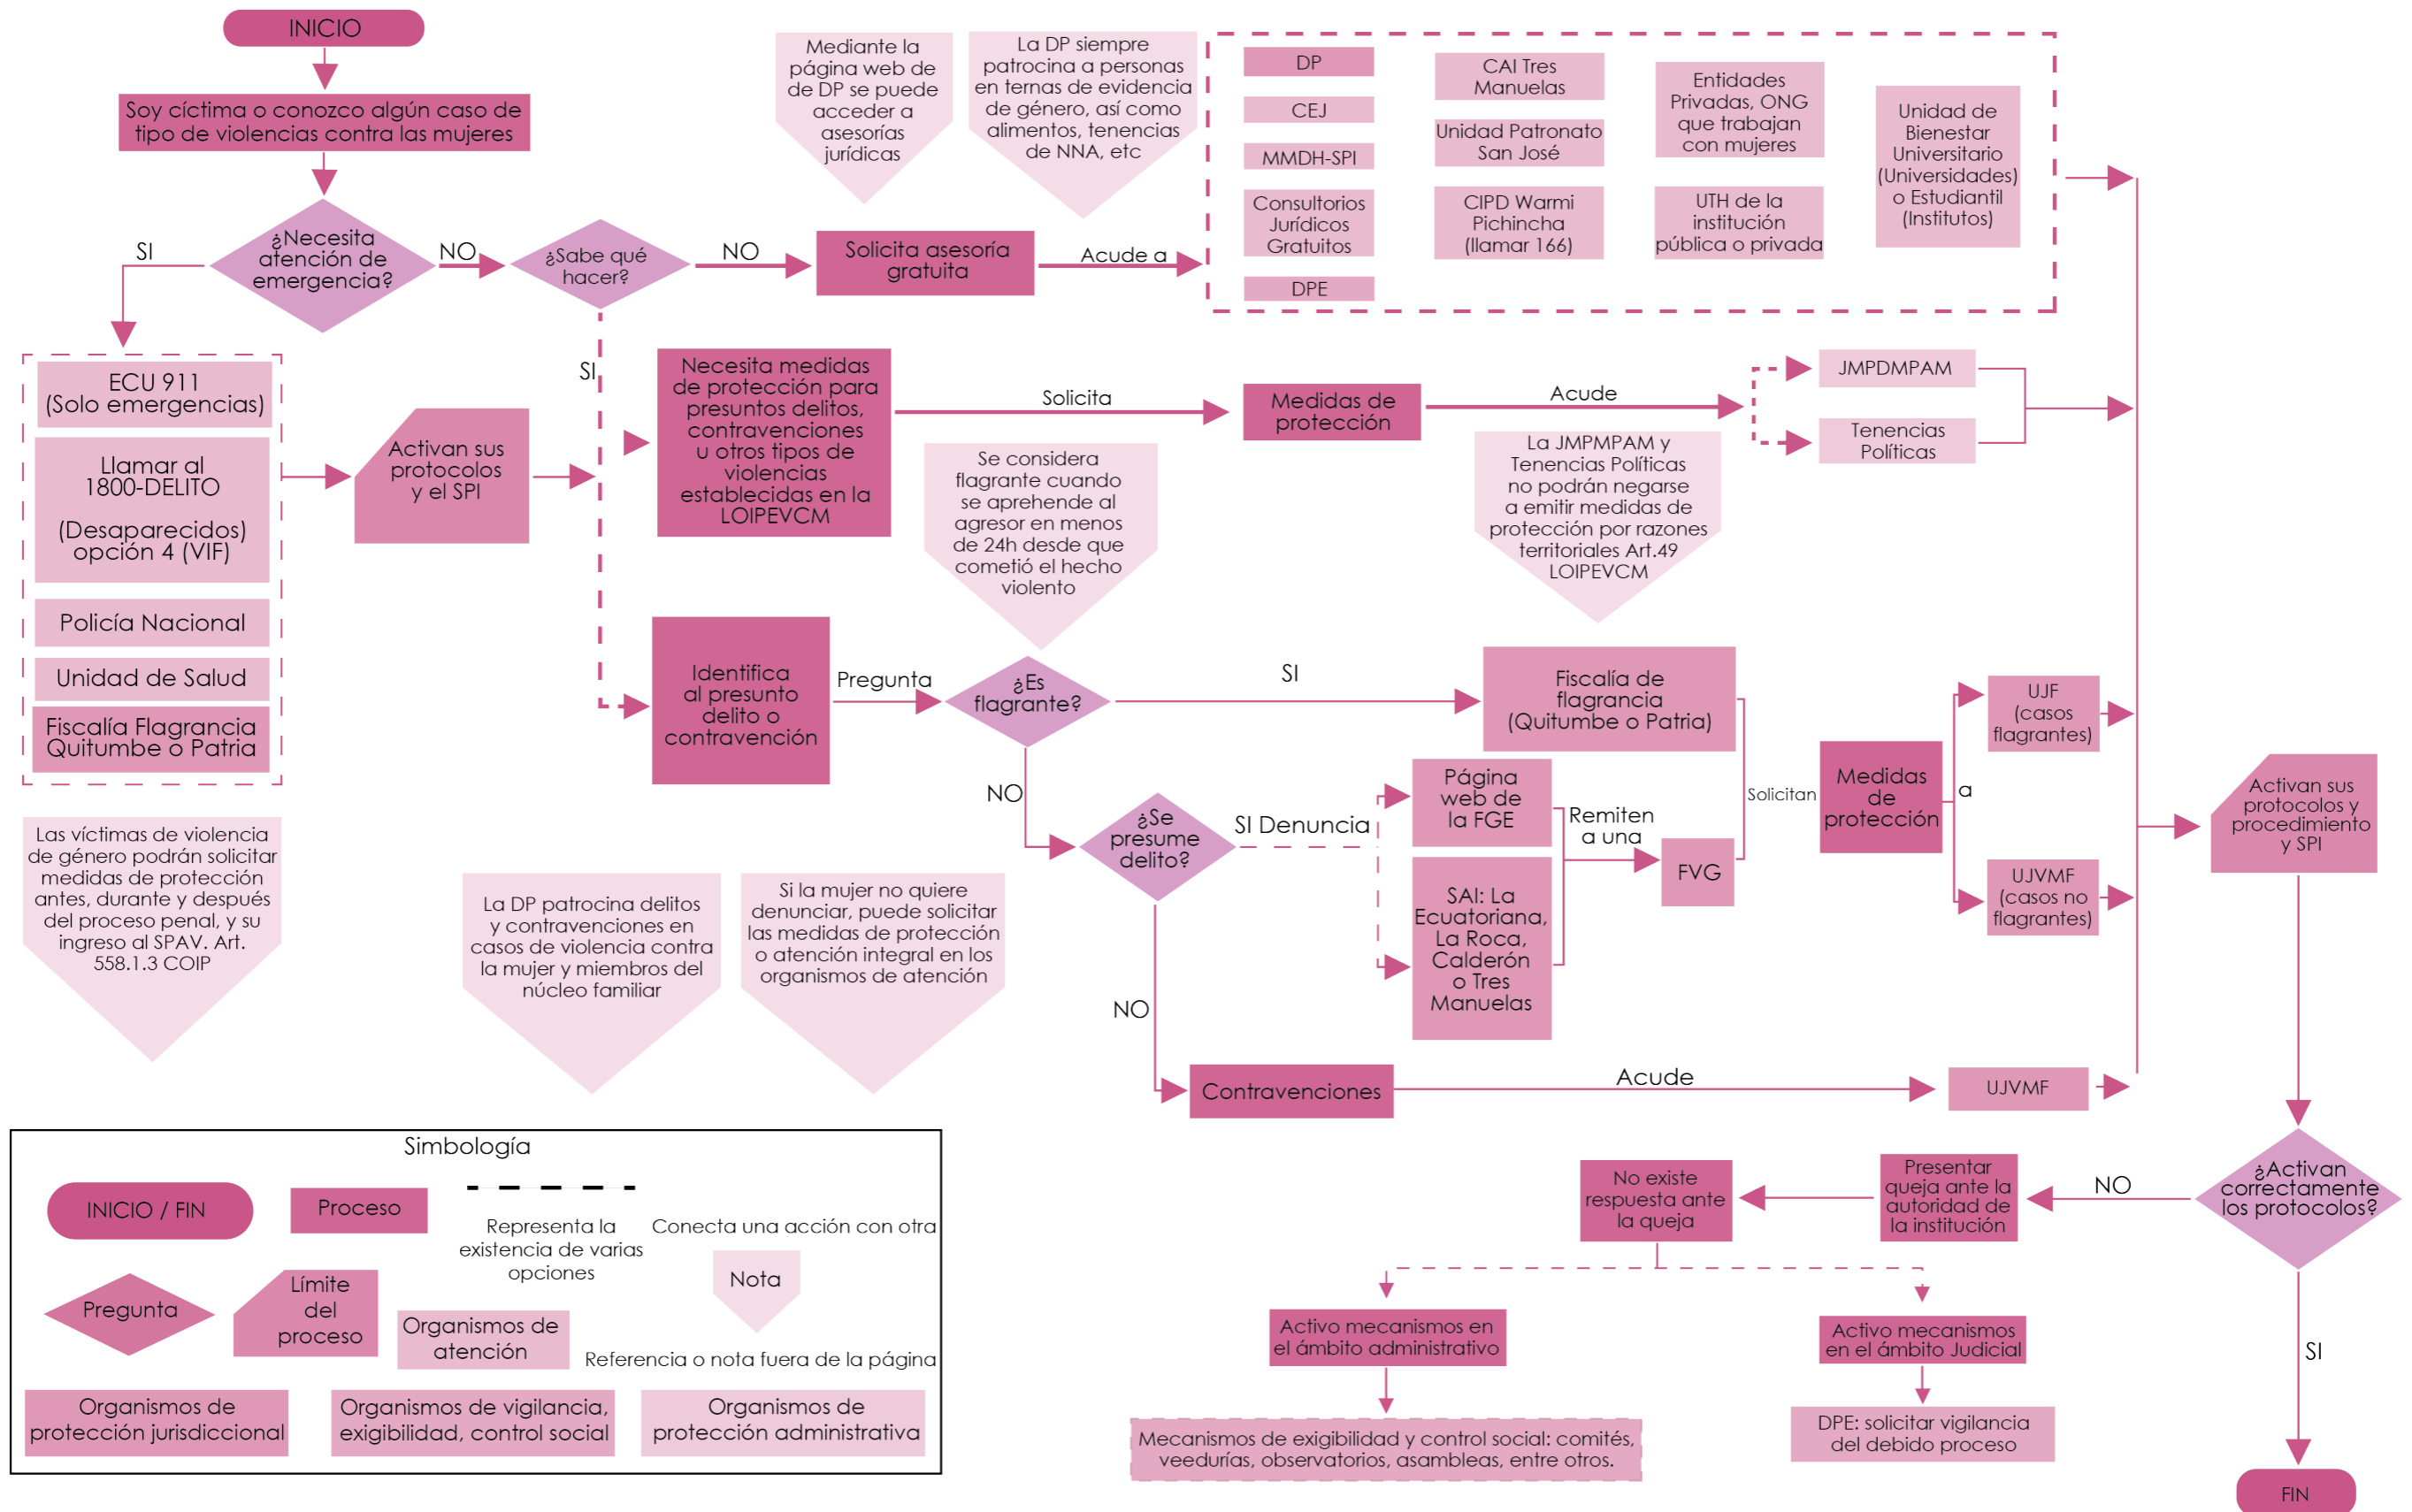 INICIO
Soy cíctima o conozco algún caso de
tipo de violencias contra las mujeres
¿Necesita
atención de
emergencia?
SI
NO
¿Sabe qué
hacer?
NO
SI
Solicita asesoría
gratuita
Acude a
Mediante la
página web de
de DP se puede
acceder a
asesorías
jurídicas
La DP siempre
patrocina a personas
en ternas de evidencia
de género, así como
alimentos, tenencias
de NNA, etc
DP
CEJ
MMDH-SPI
Consultorios
Jurídicos
Gratuitos
DPE
CAI Tres
Manuelas
Unidad Patronato
San José
CIPD Warmi
Pichincha
(llamar 166)
Entidades
Privadas, ONG
que trabajan
con mujeres
UTH de la
institución
pública o privada
Unidad de
Bienestar
Universitario
(Universidades)
o Estudiantil
(Institutos)
ECU 911
(Solo emergencias)
Llamar al
1800-DELITO
(Desaparecidos)
opción 4 (VIF)
Policía Nacional
Unidad de Salud
Fiscalía Flagrancia
Quitumbe o Patria
Activan sus
protocolos
y el SPI
Necesita medidas
de protección para
presuntos delitos,
contravenciones
u otros tipos de
violencias
establecidas en la
LOIPEVCM
Solicita
Medidas de
protección
Acude
JMPDMPAM
Tenencias
Políticas
Se considera
flagrante cuando
se aprehende al
agresor en menos
de 24h desde que
cometió el hecho
violento
La JMPMPAM y
Tenencias Políticas
no podrán negarse
a emitir medidas de
protección por razones
territoriales Art.49
LOIPEVCM
Identifica
al presunto
delito o
contravención
Pregunta
¿Es
flagrante?
SI
NO
Fiscalía de
flagrancia
(Quitumbe o Patria)
¿Se
presume
delito?
SI Denuncia
NO
Página
web de
la FGE
SAI: La
Ecuatoriana,
La Roca,
Calderón
o Tres
Manuelas
Remiten
a una
FVG
Solicitan
Medidas
de
protección
a
UJF
(casos
flagrantes)
UJVMF
(casos no
flagrantes)
Activan sus
protocolos y
procedimiento
y SPI
Las víctimas de violencia
de género podrán solicitar
medidas de protección
antes, durante y después
del proceso penal, y su
ingreso al SPAV. Art.
558.1.3 COIP
La DP patrocina delitos
y contravenciones en
casos de violencia contra
la mujer y miembros del
núcleo familiar
Si la mujer no quiere
denunciar, puede solicitar
las medidas de protección
o atención integral en los
organismos de atención
Contravenciones
Acude
UJVMF
¿Activan
correctamente
los protocolos?
NO
SI
Presentar
queja ante la
autoridad de
la institución
No existe
respuesta ante
la queja
Activo mecanismos en
el ámbito administrativo
Activo mecanismos
en el ámbito Judicial
Mecanismos de exigibilidad y control social: comités,
veedurías, observatorios, asambleas, entre otros.
DPE: solicitar vigilancia
del debido proceso
FIN
Simbología
INICIO / FIN
Proceso
Representa la
existencia de varias
opciones
Conecta una acción con otra
Pregunta
Límite
del
proceso
Organismos de
atención
Nota
Referencia o nota fuera de la página
Organismos de
protección jurisdiccional
Organismos de vigilancia,
exigibilidad, control social
Organismos de
protección administrativa